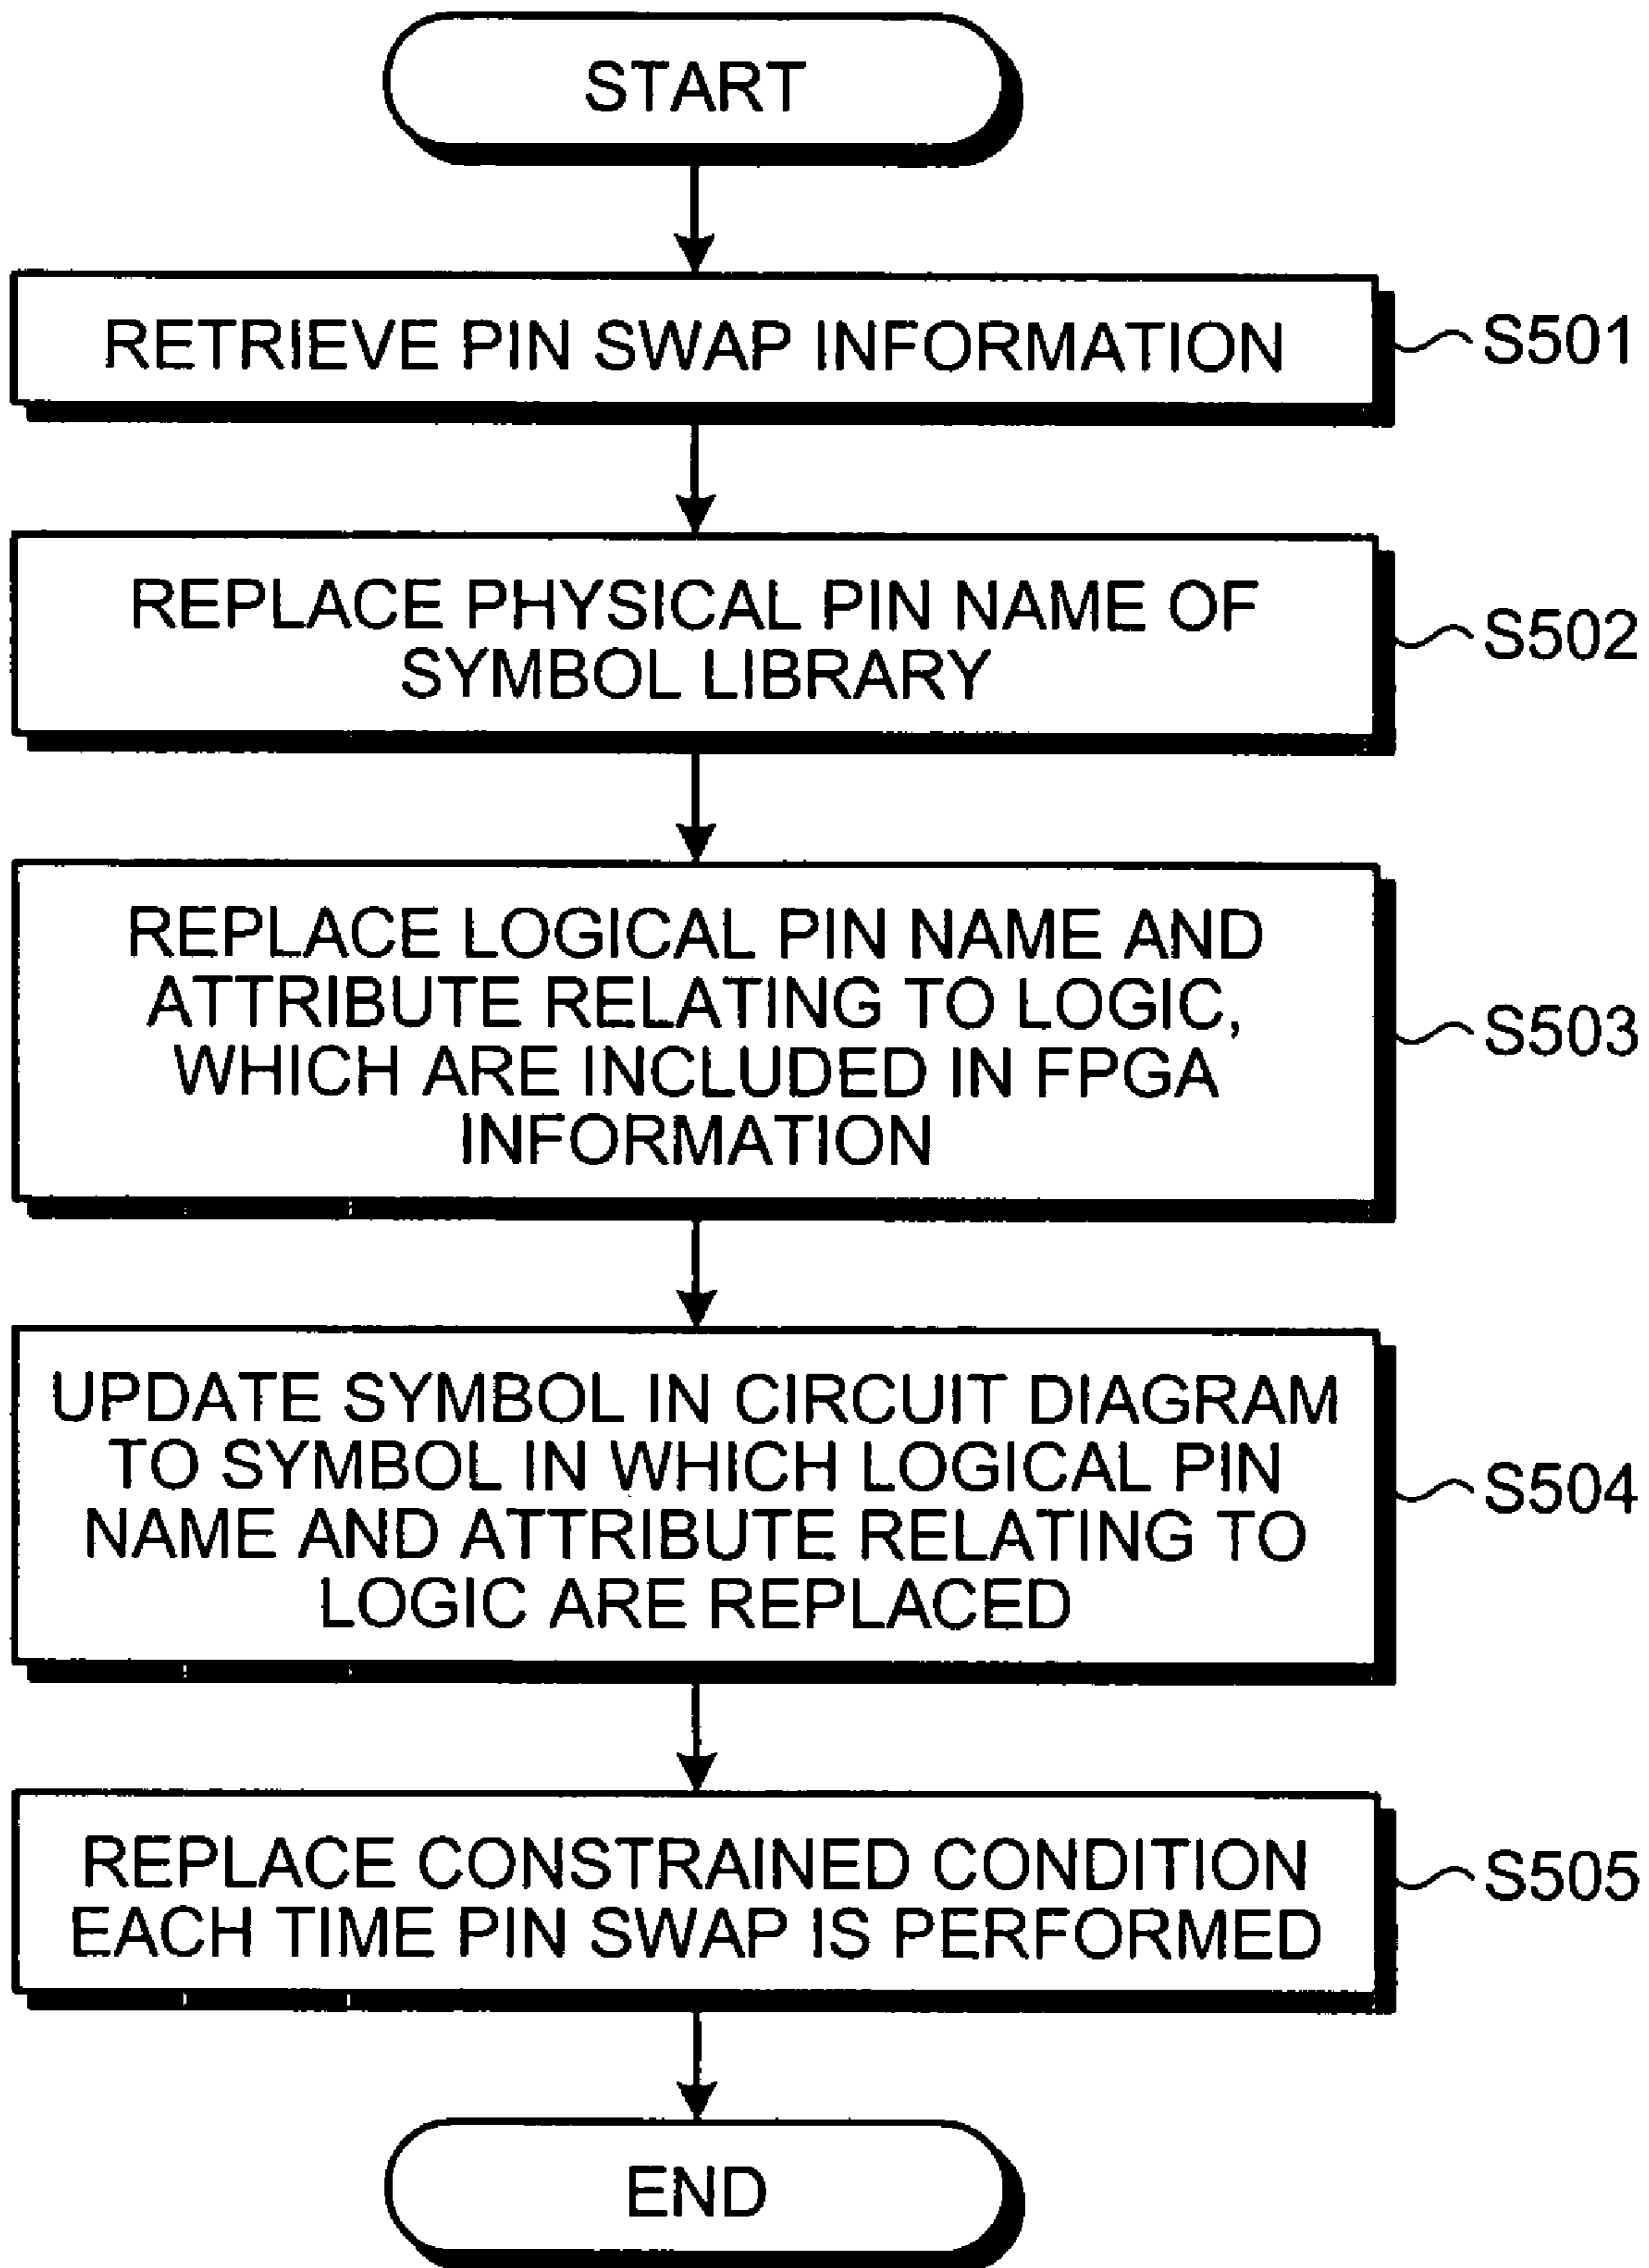 START
RETRIEVE PIN SWAP INFORMATION
S501
REPLACE PHYSICAL PIN NAME OF
SYMBOL LIBRARY
S502
REPLACE LOGICAL PIN NAME AND
ATTRIBUTE RELATING TO LOGIC,
WHICH ARE INCLUDED IN FPGA
INFORMATION
S503
UPDATE SYMBOL IN CIRCUIT DIAGRAM
TO SYMBOL IN WHICH LOGICAL PIN
NAME AND ATTRIBUTE RELATING TO
LOGIC ARE REPLACED
S504
REPLACE CONSTRAINED CONDITION
EACH TIME PIN SWAP IS PERFORMED
S505
END